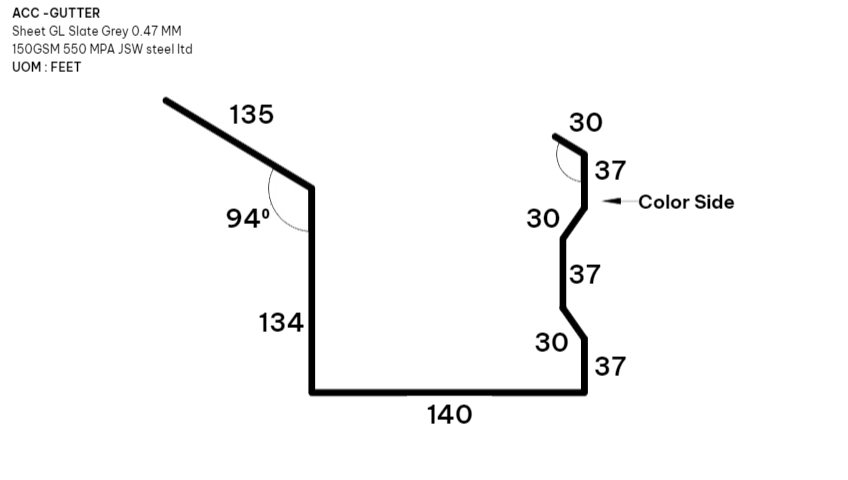 ACC -GUTTER
Sheet GL Slate Grey 0.47 MM
150GSM 550 MPA JSW steel ltd
UOM : FEET
135
30
37
Color Side
94⁰
30
37
134
30
37
140